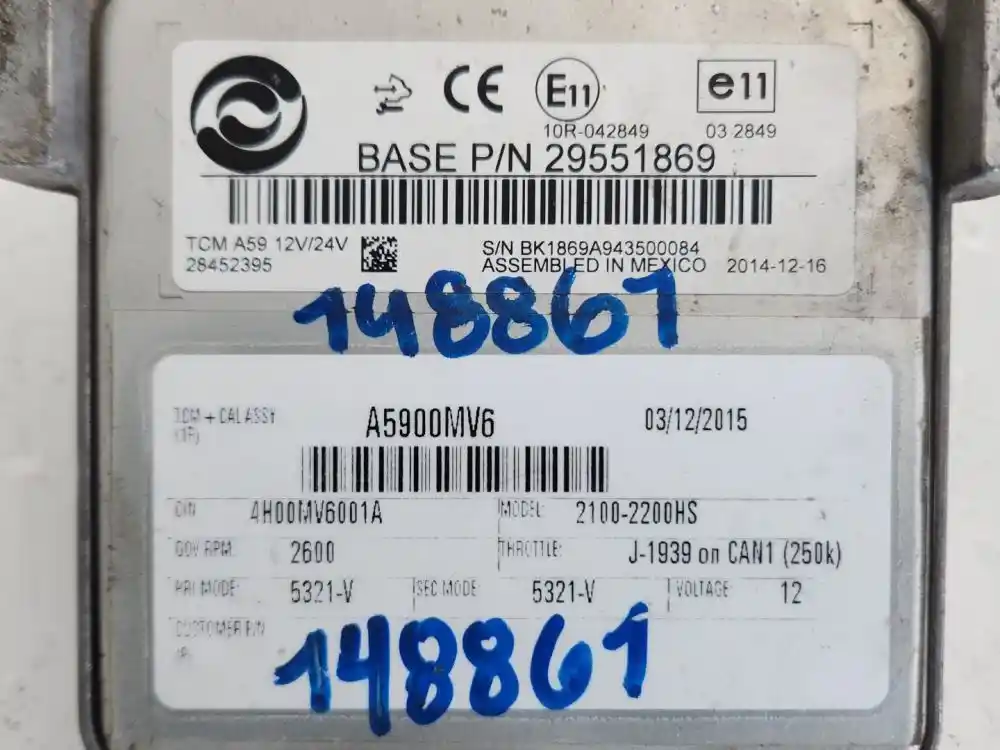 CE E11 e11
10R-042849 03 2849
BASE P/N 29551869
TCM A59 12V/24V S/N BK1869A943500084
28452395 ASSEMBLED IN MEXICO 2014-12-16
148861
TCM + CAL ASSY A5900MV6 03/12/2015
(1P)
CIN 4H00MV6001A MODEL: 2100-2200HS
GOV RPM: 2600 THROTTLE: J-1939 on CAN1 (250k)
PRI MODE: 5321-V SEC MODE: 5321-V VOLTAGE: 12
CUSTOMER P/N
148861